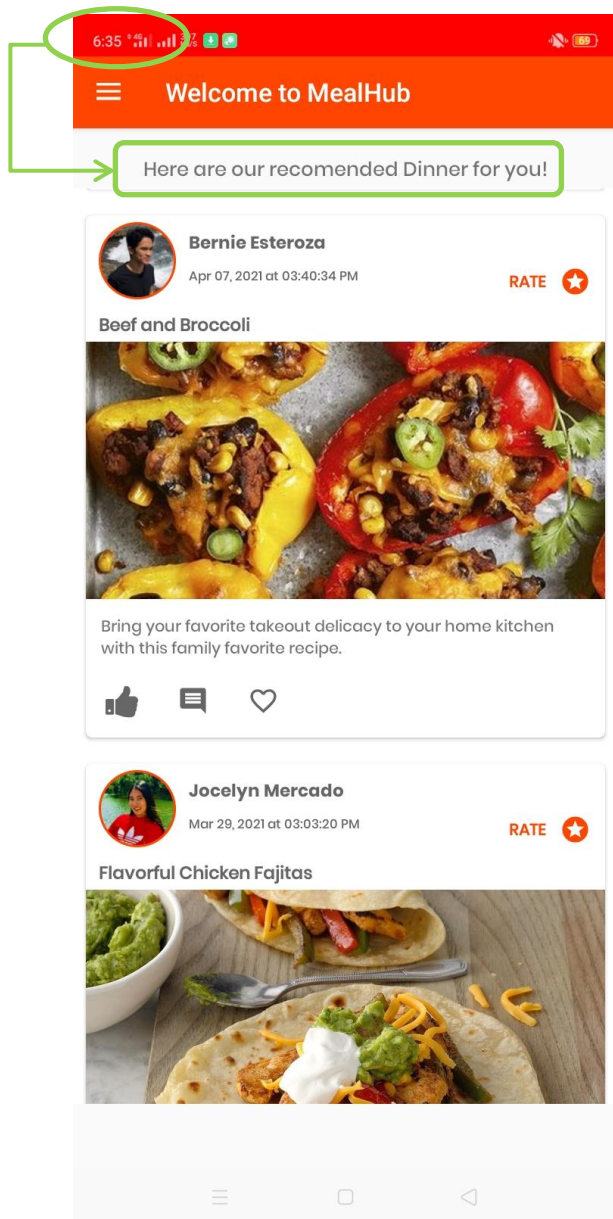 6:35 4G 69
Welcome to MealHub
Here are our recomended Dinner for you!
Bernie Esteroza
Apr 07, 2021 at 03:40:34 PM
RATE
Beef and Broccoli
Bring your favorite takeout delicacy to your home kitchen
with this family favorite recipe.
Jocelyn Mercado
Mar 29, 2021 at 03:03:20 PM
RATE
Flavorful Chicken Fajitas